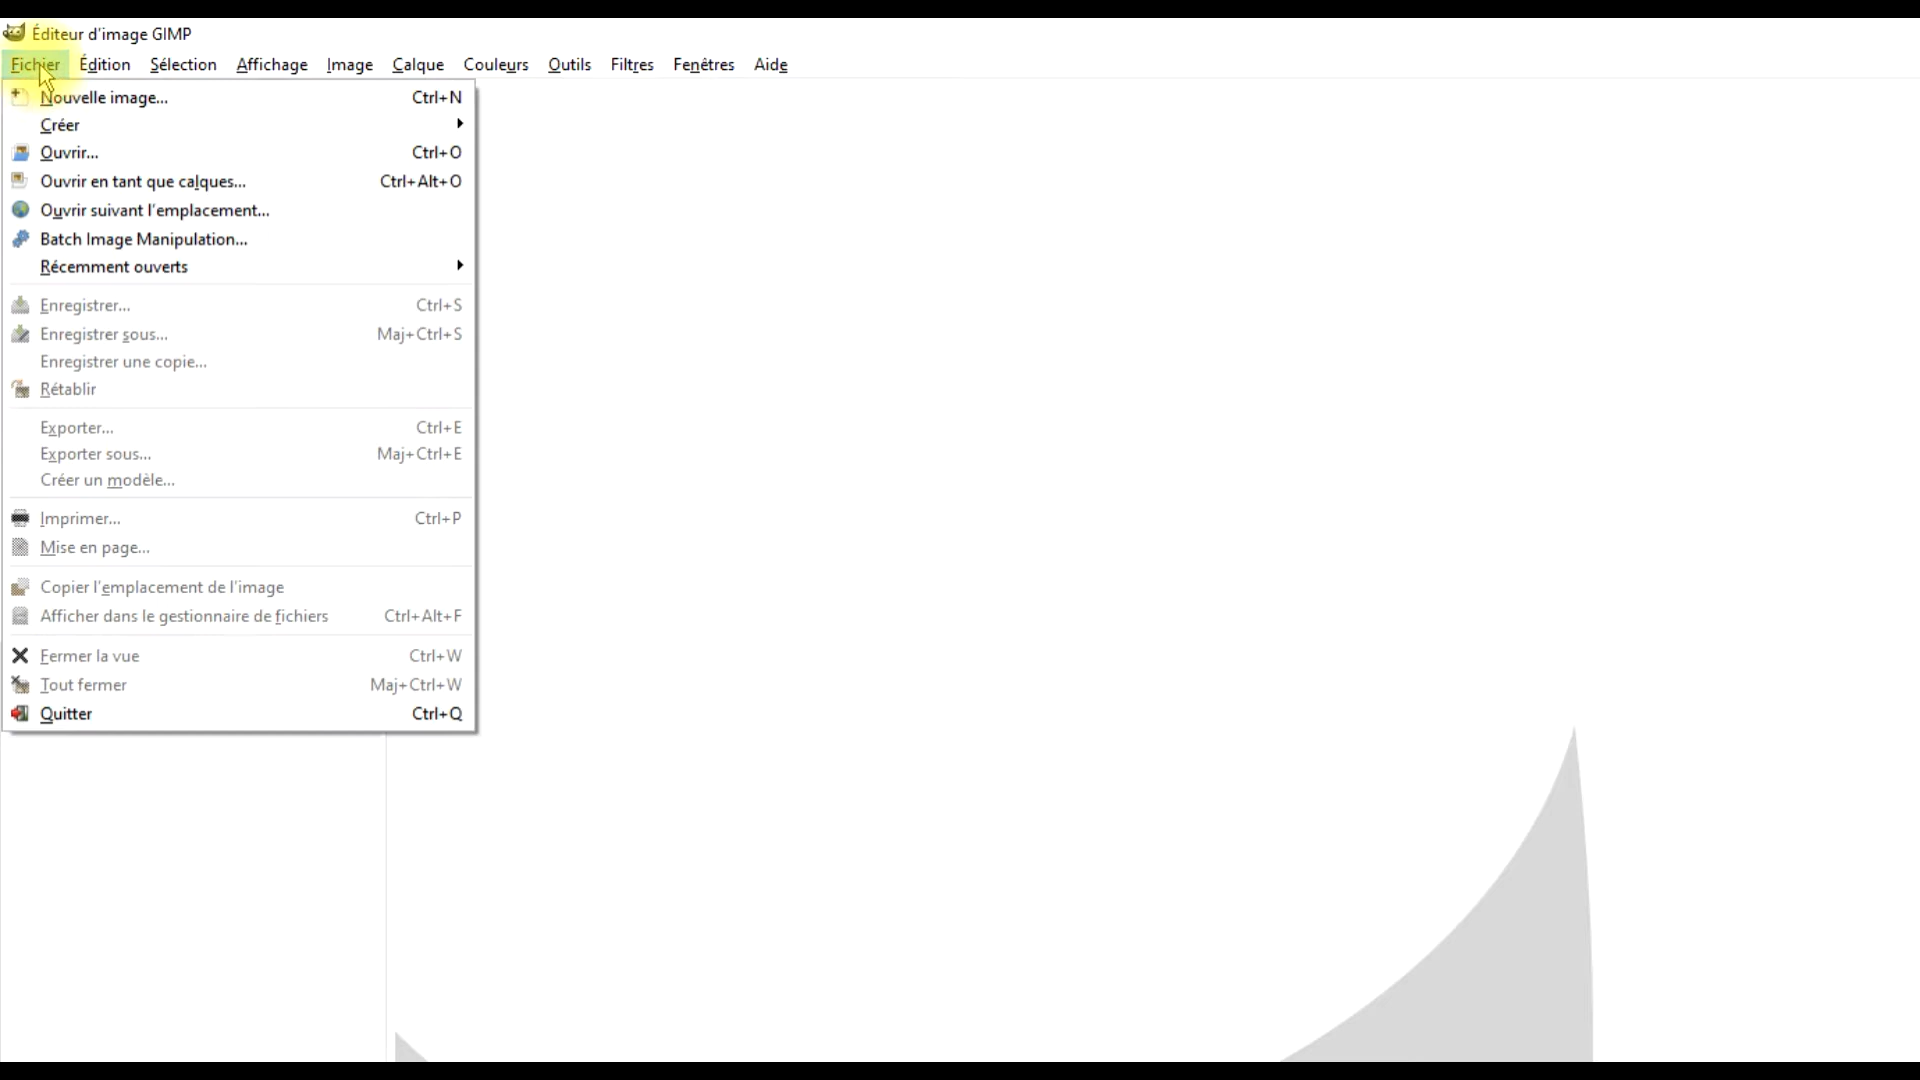 Éditeur d'image GIMP
Fichier Édition Sélection Affichage Image Calque Couleurs Outils Filtres Fenêtres Aide
Nouvelle image... Ctrl+N
Créer
Ouvrir... Ctrl+O
Ouvrir en tant que calques... Ctrl+Alt+O
Ouvrir suivant l'emplacement...
Batch Image Manipulation...
Récemment ouverts
Enregistrer... Ctrl+S
Enregistrer sous... Maj+Ctrl+S
Enregistrer une copie...
Rétablir
Exporter... Ctrl+E
Exporter sous... Maj+Ctrl+E
Créer un modèle...
Imprimer... Ctrl+P
Mise en page...
Copier l'emplacement de l'image
Afficher dans le gestionnaire de fichiers Ctrl+Alt+F
Fermer la vue Ctrl+W
Tout fermer Maj+Ctrl+W
Quitter Ctrl+Q